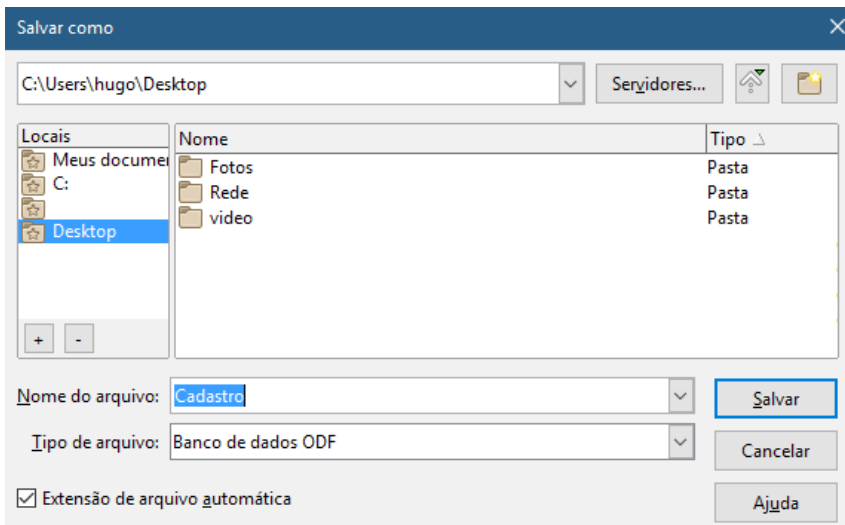 Salvar como
C:\Users\hugo\Desktop
Servidores...
Locais
Meus documer
C:
Desktop
+ -
Nome Tipo
Fotos Pasta
Rede Pasta
video Pasta
Nome do arquivo: Cadastro Salvar
Tipo de arquivo: Banco de dados ODF Cancelar
Extensão de arquivo automática Ajuda